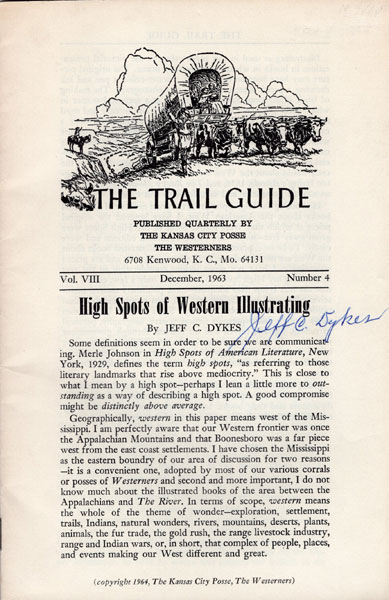 THE TRAIL GUIDE
PUBLISHED QUARTERLY BY
THE KANSAS CITY POSSE
THE WESTERNERS
6708 Kenwood, K. C., Mo. 64131
Vol. VIII December, 1963 Number 4
High Spots of Western Illustrating
By JEFF C. DYKES Jeff C. Dykes
Some definitions seem in order to be sure we are communicat-
ing. Merle Johnson in High Spots of American Literature, New
York, 1929, defines the term high spots, "as referring to those
literary landmarks that rise above mediocrity." This is close to
what I mean by a high spot—perhaps I lean a little more to out-
standing as a way of describing a high spot. A good compromise
might be distinctly above average.
Geographically, western in this paper means west of the Mis-
sissippi. I am perfectly aware that our Western frontier was once
the Appalachian Mountains and that Boonesboro was a far piece
west from the east coast settlements. I have chosen the Mississippi
as the eastern boundry of our area of discussion for two reasons
—it is a convenient one, adopted by most of our various corrals
or posses of Westerners and second and more important, I do not
know much about the illustrated books of the area between the
Appalachians and The River. In terms of scope, western means
the whole of the theme of wonder—exploration, settlement,
trails, Indians, natural wonders, rivers, mountains, deserts, plants,
animals, the fur trade, the gold rush, the range livestock industry,
range and Indian wars, or, in short, that complex of people, places,
and events making our West different and great.
(copyright 1964, The Kansas City Posse, The Westerners)